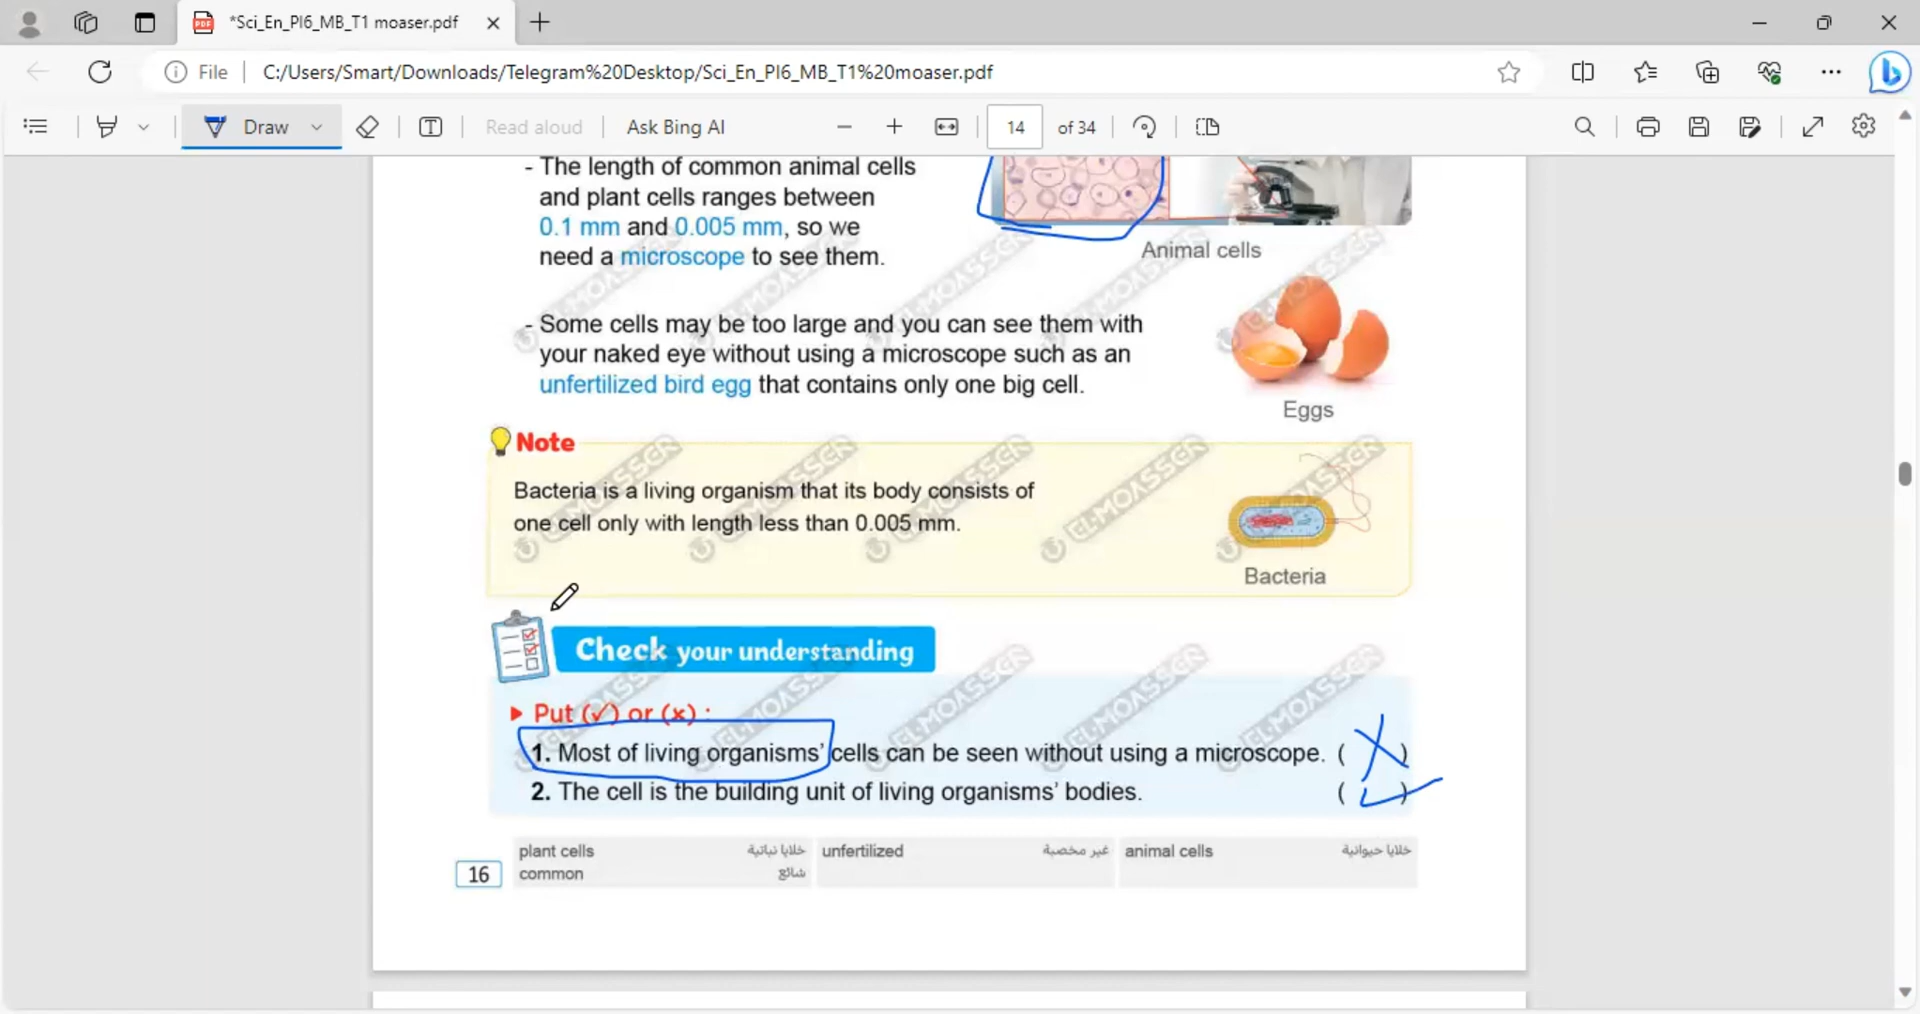 *Sci_En_PI6_MB_T1 moaser.pdf
File
C:/Users/Smart/Downloads/Telegram%20Desktop/Sci_En_PI6_MB_T1%20moaser.pdf
Draw
Read aloud
Ask Bing AI
14 of 34
- The length of common animal cells
and plant cells ranges between
0.1 mm and 0.005 mm, so we
need a microscope to see them.
Animal cells
- Some cells may be too large and you can see them with
your naked eye without using a microscope such as an
unfertilized bird egg that contains only one big cell.
Eggs
Note
Bacteria is a living organism that its body consists of
one cell only with length less than 0.005 mm.
Bacteria
Check your understanding
Put (✓) or (x) :
1. Most of living organisms’ cells can be seen without using a microscope. ( X )
2. The cell is the building unit of living organisms’ bodies. ( ✓ )
plant cells خلايا نباتية unfertilized غير مخصبة animal cells خلايا حيوانية
common شائع
16
ELMOASSER